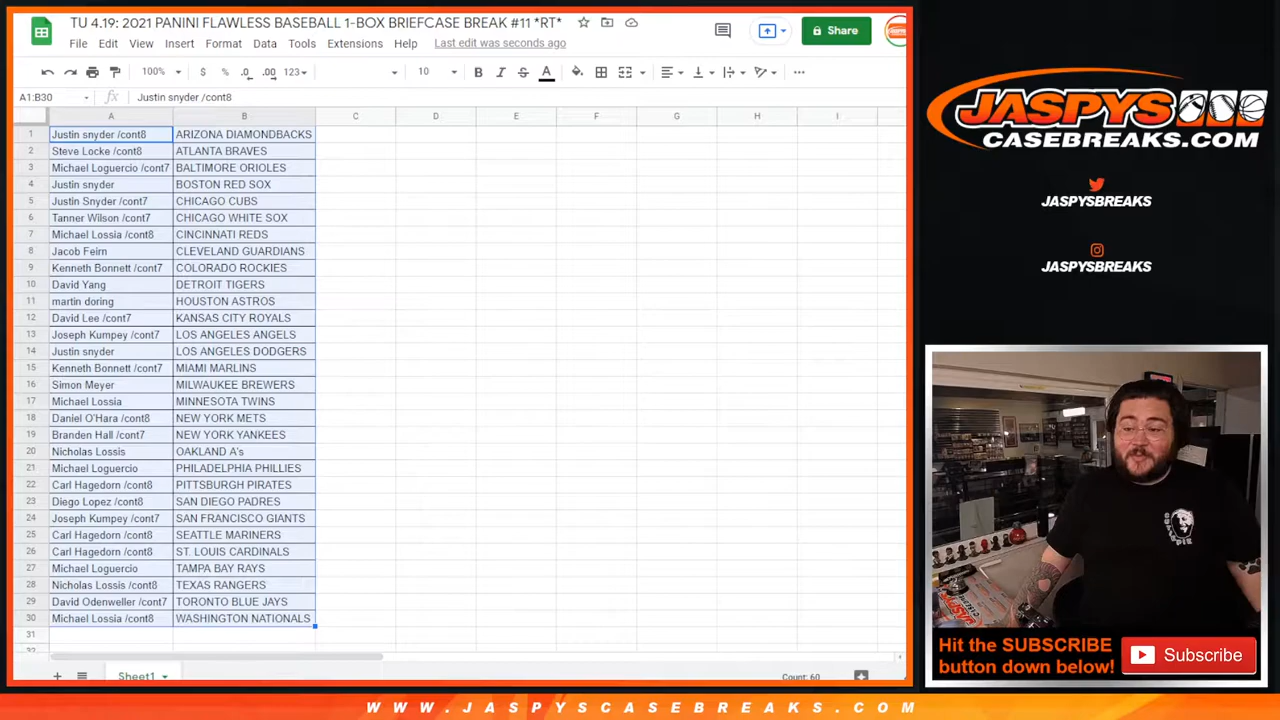 TU 4.19: 2021 PANINI FLAWLESS BASEBALL 1-BOX BRIEFCASE BREAK #11 *RT*
File Edit View Insert Format Data Tools Extensions Help Last edit was seconds ago
Share
100% $ % .0 .00 123 10 B I S A
A1:B30 fx Justin snyder /cont8
A B C D E F G H I
1 Justin snyder /cont8 ARIZONA DIAMONDBACKS
2 Steve Locke /cont8 ATLANTA BRAVES
3 Michael Loguercio /cont7 BALTIMORE ORIOLES
4 Justin snyder BOSTON RED SOX
5 Justin Snyder /cont7 CHICAGO CUBS
6 Tanner Wilson /cont7 CHICAGO WHITE SOX
7 Michael Lossia /cont8 CINCINNATI REDS
8 Jacob Feirn CLEVELAND GUARDIANS
9 Kenneth Bonnett /cont7 COLORADO ROCKIES
10 David Yang DETROIT TIGERS
11 martin doring HOUSTON ASTROS
12 David Lee /cont7 KANSAS CITY ROYALS
13 Joseph Kumpey /cont7 LOS ANGELES ANGELS
14 Justin snyder LOS ANGELES DODGERS
15 Kenneth Bonnett /cont7 MIAMI MARLINS
16 Simon Meyer MILWAUKEE BREWERS
17 Michael Lossia MINNESOTA TWINS
18 Daniel O'Hara /cont8 NEW YORK METS
19 Branden Hall /cont7 NEW YORK YANKEES
20 Nicholas Lossis OAKLAND A's
21 Michael Loguercio PHILADELPHIA PHILLIES
22 Carl Hagedorn /cont8 PITTSBURGH PIRATES
23 Diego Lopez /cont8 SAN DIEGO PADRES
24 Joseph Kumpey /cont7 SAN FRANCISCO GIANTS
25 Carl Hagedorn /cont8 SEATTLE MARINERS
26 Carl Hagedorn /cont8 ST. LOUIS CARDINALS
27 Michael Loguercio TAMPA BAY RAYS
28 Nicholas Lossis /cont8 TEXAS RANGERS
29 David Odenweller /cont7 TORONTO BLUE JAYS
30 Michael Lossia /cont8 WASHINGTON NATIONALS
31
Sheet1 Count: 60
JASPYS
CASEBREAKS.COM
JASPYSBREAKS
JASPYSBREAKS
Hit the SUBSCRIBE
button down below!
Subscribe
WWW.JASPYSCASEBREAKS.COM